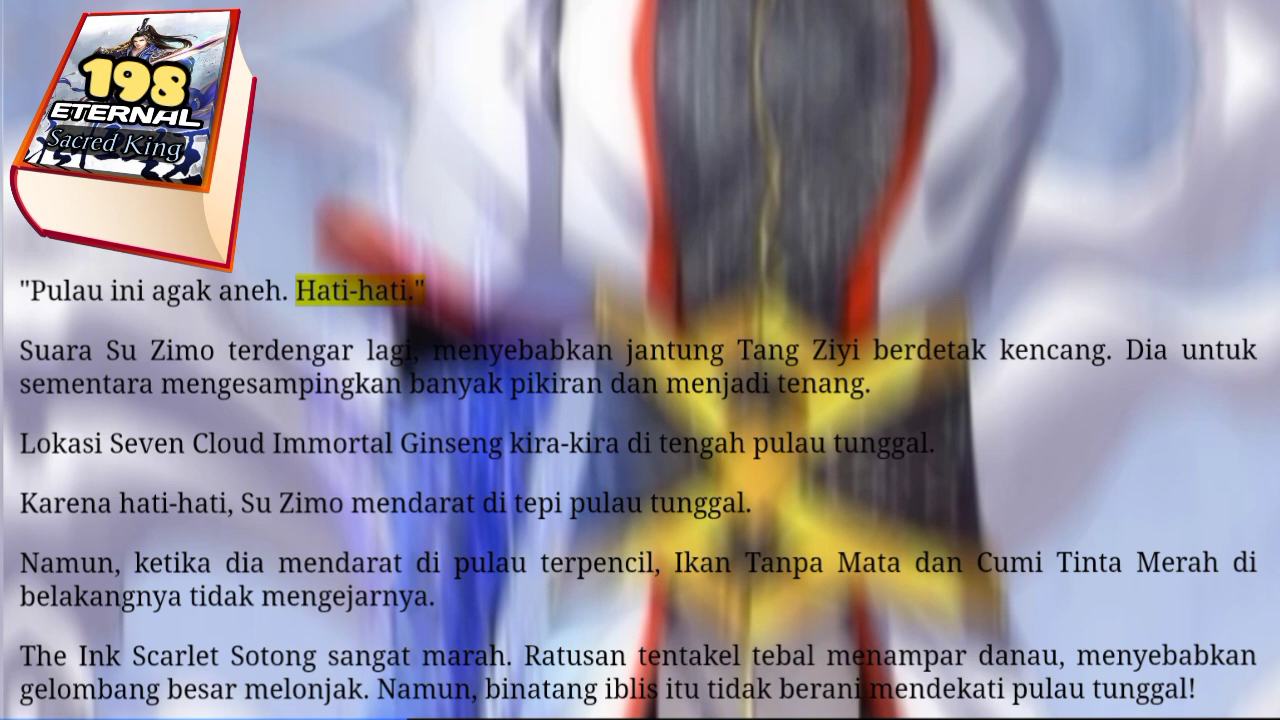 198
ETERNAL
Sacred King
"Pulau ini agak aneh. Hati-hati."
Suara Su Zimo terdengar lagi, menyebabkan jantung Tang Ziyi berdetak kencang. Dia untuk
sementara mengesampingkan banyak pikiran dan menjadi tenang.
Lokasi Seven Cloud Immortal Ginseng kira-kira di tengah pulau tunggal.
Karena hati-hati, Su Zimo mendarat di tepi pulau tunggal.
Namun, ketika dia mendarat di pulau terpencil, Ikan Tanpa Mata dan Cumi Tinta Merah di
belakangnya tidak mengejarnya.
The Ink Scarlet Sotong sangat marah. Ratusan tentakel tebal menampar danau, menyebabkan
gelombang besar melonjak. Namun, binatang iblis itu tidak berani mendekati pulau tunggal!